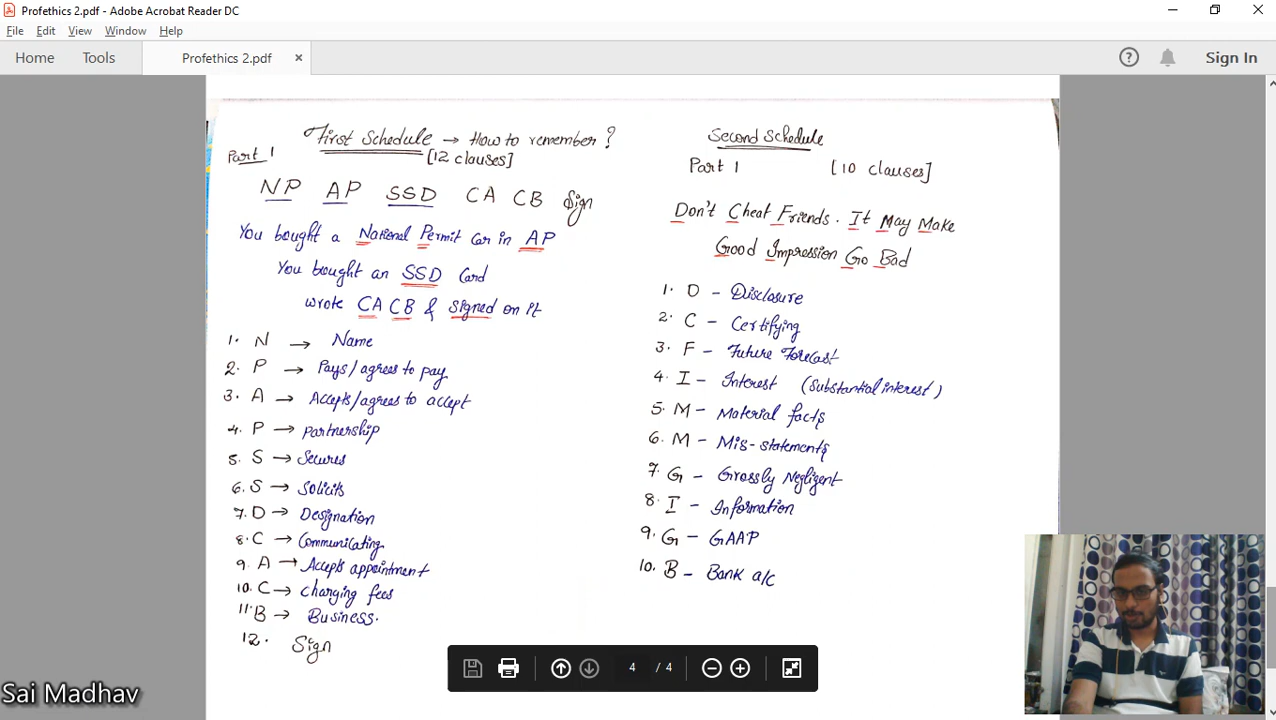 Profethics 2.pdf - Adobe Acrobat Reader DC
File Edit View Window Help
Home Tools Profethics 2.pdf × ? Sign In
First Schedule → How to remember?
Part 1 [12 clauses]
NP AP SSD CA CB Sign
You bought a National Permit car in AP
You bought an SSD Card
wrote CA CB & signed on it
1. N → Name
2. P → Pays/agrees to pay
3. A → Accepts/agrees to accept
4. P → partnership
5. S → Secures
6. S → Solicits
7. D → Designation
8. C → Communicating
9. A → Accepts appointment
10. C → charging fees
11. B → Business.
12. Sign
Second Schedule
Part 1 [10 clauses]
Don't Cheat Friends. It May Make
Good Impression Go Bad
1. D - Disclosure
2. C - Certifying
3. F - Future Forecast
4. I - Interest (Substantial interest)
5. M - Material facts
6. M - Mis-statements
7. G - Grossly Negligent
8. I - Information
9. G - GAAP
10. B - Bank a/c
4 / 4
Sai Madhav